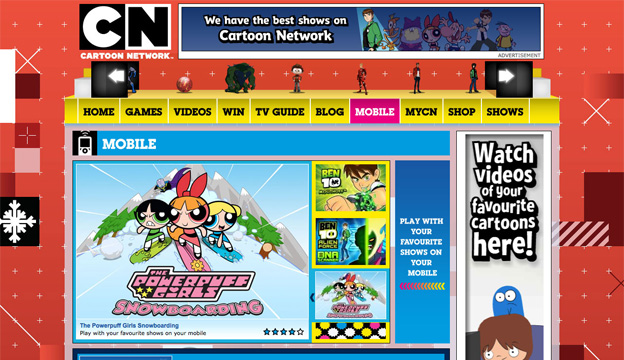 CN
CARTOON NETWORK
We have the best shows on
Cartoon Network
ADVERTISEMENT
HOME GAMES VIDEOS WIN TV GUIDE BLOG MOBILE MYCN SHOP SHOWS
MOBILE
THE
POWERPUFF
GIRLS
SNOWBOARDING
The Powerpuff Girls Snowboarding
Play with your favourite shows on your mobile
BEN
10
BEN
10
ALIEN
FORCE
DNA
POWERPUFF
GIRLS
SNOWBOARDING
PLAY WITH
YOUR
FAVOURITE
SHOWS ON
YOUR
MOBILE
Watch
videos
of your
favourite
cartoons
here!